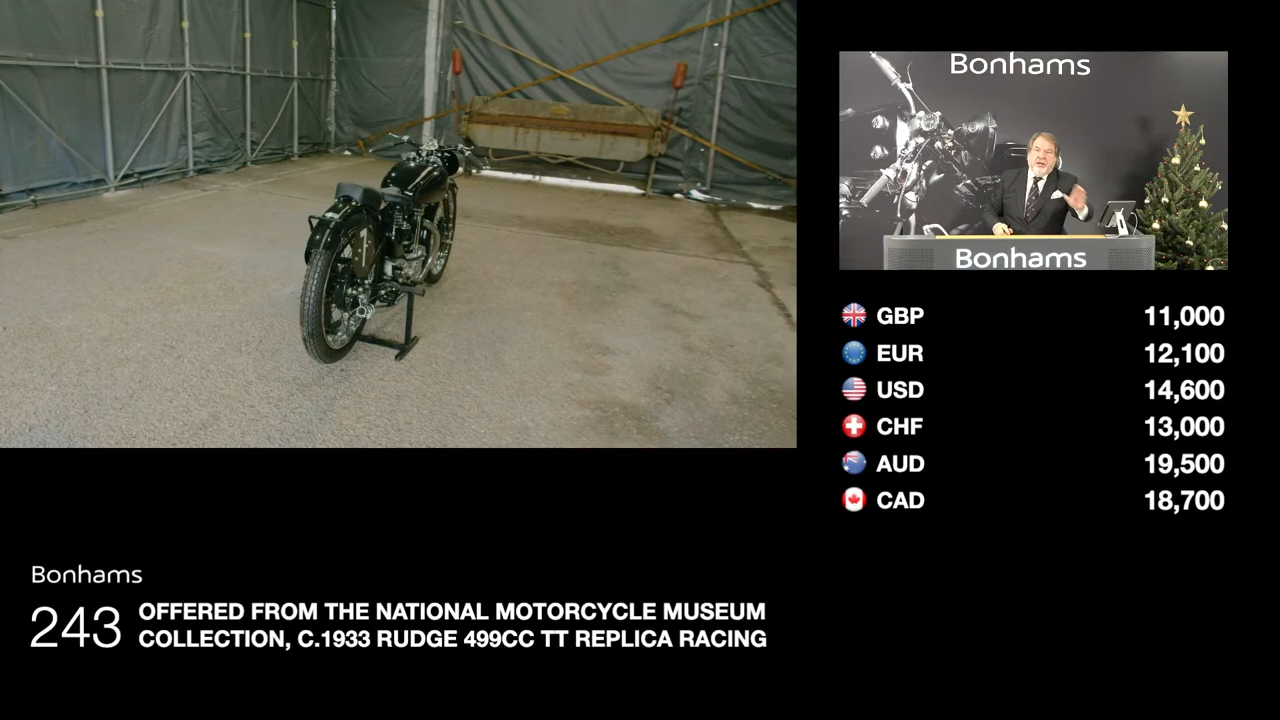 Bonhams
Bonhams
GBP 11,000
EUR 12,100
USD 14,600
CHF 13,000
AUD 19,500
CAD 18,700
Bonhams
243 OFFERED FROM THE NATIONAL MOTORCYCLE MUSEUM
COLLECTION, C.1933 RUDGE 499CC TT REPLICA RACING